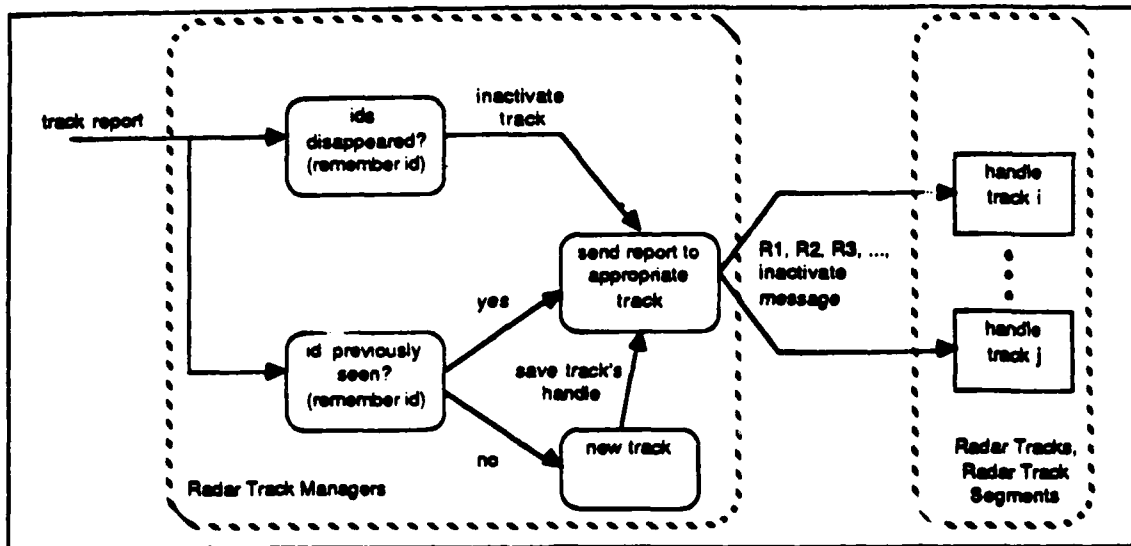 track report
ids
disappeared?
(remember id)
inactivate
track
send report to
appropriate
track
yes
id previously
seen?
(remember id)
save track's
handle
no
new track
Radar Track Managers
R1, R2, R3, ...,
inactivate
message
handle
track i
handle
track j
Radar Tracks,
Radar Track
Segments